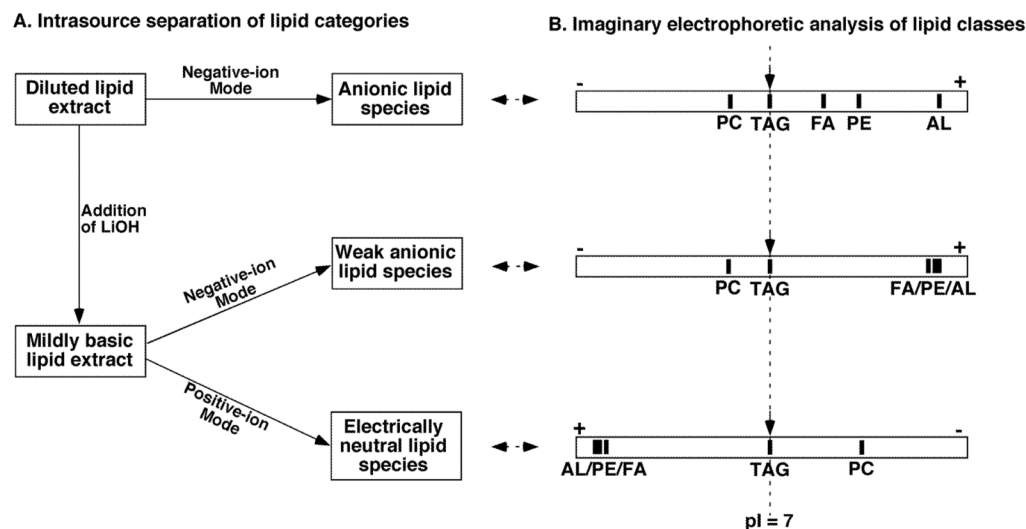 A. Intrasource separation of lipid categories
B. Imaginary electrophoretic analysis of lipid classes
Diluted lipid
extract
Negative-ion
Mode
Anionic lipid
species
-
+
PC
TAG
FA
PE
AL
Addition
of LiOH
Negative-ion
Mode
Weak anionic
lipid species
-
+
PC
TAG
FA/PE/AL
Mildly basic
lipid extract
Positive-ion
Mode
Electrically
neutral lipid
species
+
-
AL/PE/FA
TAG
PC
pI = 7